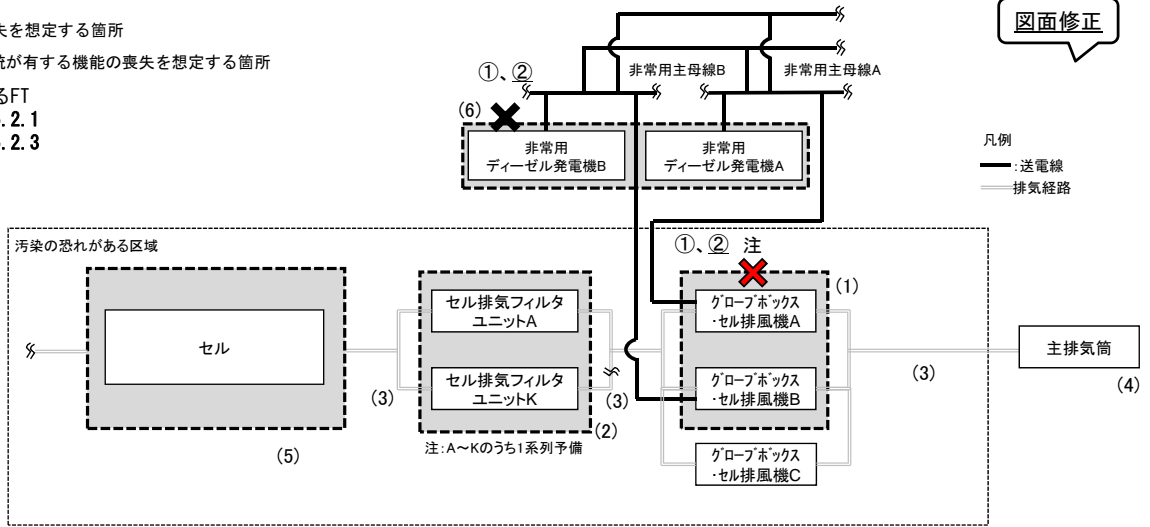 失を想定する箇所
統が有する機能の喪失を想定する箇所
るFT
.2.1
.2.3
図面修正
①、②
非常用主母線B
非常用主母線A
(6)
非常用
ディーゼル発電機B
非常用
ディーゼル発電機A
凡例
:送電線
排気経路
汚染の恐れがある区域
①、② 注
(1)
セル
セル排気フィルタ
ユニットA
グローブボックス
・セル排風機A
主排気筒
(3)
セル排気フィルタ
ユニットK
(3)
グローブボックス
・セル排風機B
(3)
(4)
(5)
(2)
注:A～Kのうち1系列予備
グローブボックス
・セル排風機C